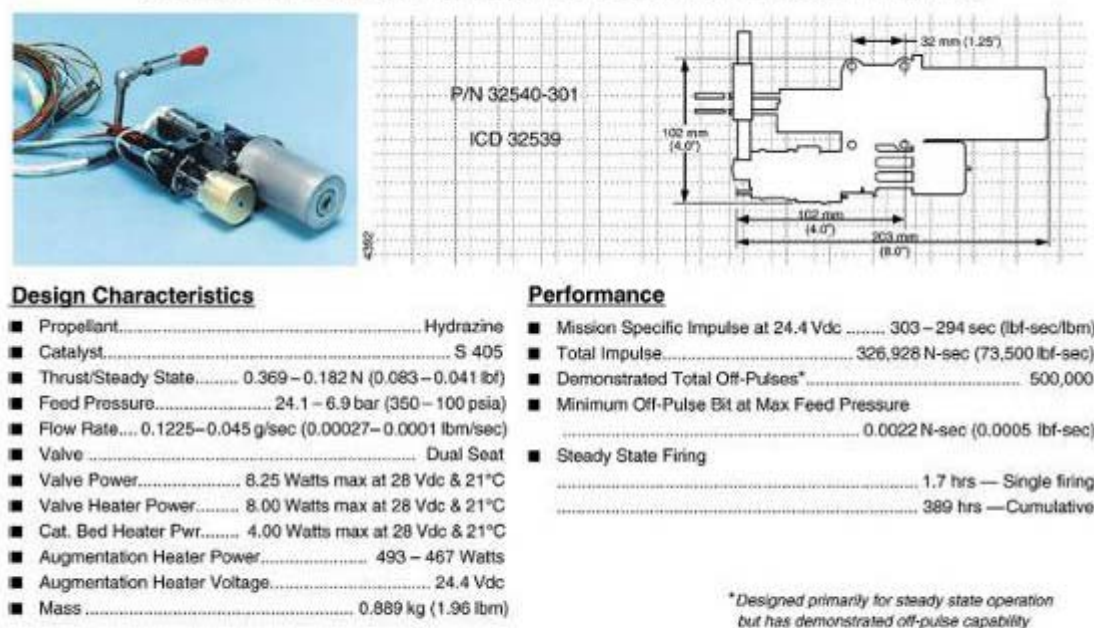 32 mm (1.25")
P/N 32540-301
ICD 32539
102 mm
(4.0")
102 mm
(4.0")
203 mm
(8.0")
4392
Design Characteristics
■ Propellant.......... Hydrazine
■ Catalyst.......... S 405
■ Thrust/Steady State......... 0.369 – 0.182 N (0.083 – 0.041 lbf)
■ Feed Pressure.......... 24.1 – 6.9 bar (350 – 100 psia)
■ Flow Rate.... 0.1225–0.045 g/sec (0.00027– 0.0001 lbm/sec)
■ Valve .......... Dual Seat
■ Valve Power.......... 8.25 Watts max at 28 Vdc & 21°C
■ Valve Heater Power......... 8.00 Watts max at 28 Vdc & 21°C
■ Cat. Bed Heater Pwr........ 4.00 Watts max at 28 Vdc & 21°C
■ Augmentation Heater Power.......... 493 – 467 Watts
■ Augmentation Heater Voltage.......... 24.4 Vdc
■ Mass .......... 0.889 kg (1.96 lbm)
Performance
■ Mission Specific Impulse at 24.4 Vdc ........ 303 – 294 sec (lbf-sec/lbm)
■ Total Impulse.......... 326,928 N-sec (73,500 lbf-sec)
■ Demonstrated Total Off-Pulses*.......... 500,000
■ Minimum Off-Pulse Bit at Max Feed Pressure
.......... 0.0022 N-sec (0.0005 lbf-sec)
■ Steady State Firing
.......... 1.7 hrs — Single firing
.......... 389 hrs —Cumulative
*Designed primarily for steady state operation
but has demonstrated off-pulse capability